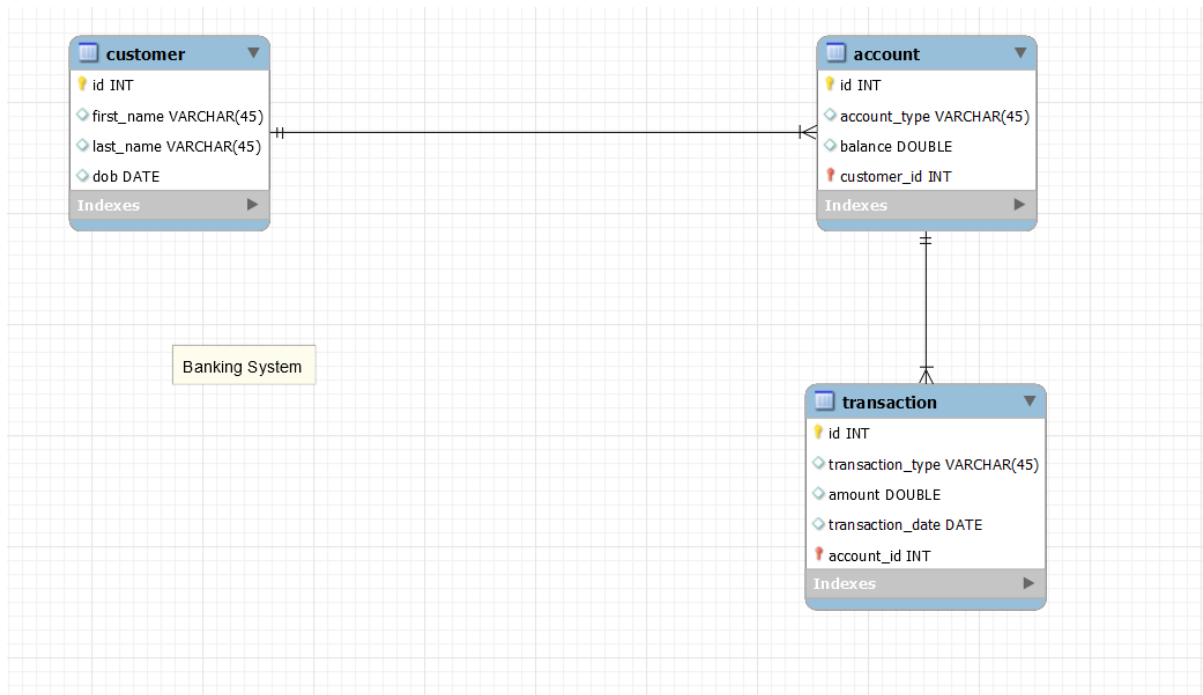 customer
id INT
first_name VARCHAR(45)
last_name VARCHAR(45)
dob DATE
Indexes
account
id INT
account_type VARCHAR(45)
balance DOUBLE
customer_id INT
Indexes
Banking System
transaction
id INT
transaction_type VARCHAR(45)
amount DOUBLE
transaction_date DATE
account_id INT
Indexes